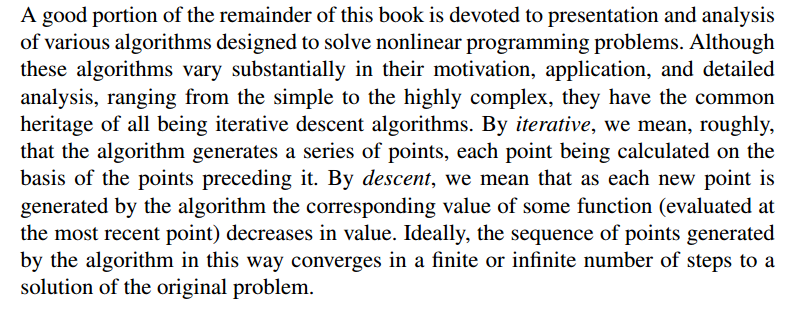 A good portion of the remainder of this book is devoted to presentation and analysis
of various algorithms designed to solve nonlinear programming problems. Although
these algorithms vary substantially in their motivation, application, and detailed
analysis, ranging from the simple to the highly complex, they have the common
heritage of all being iterative descent algorithms. By iterative, we mean, roughly,
that the algorithm generates a series of points, each point being calculated on the
basis of the points preceding it. By descent, we mean that as each new point is
generated by the algorithm the corresponding value of some function (evaluated at
the most recent point) decreases in value. Ideally, the sequence of points generated
by the algorithm in this way converges in a finite or infinite number of steps to a
solution of the original problem.